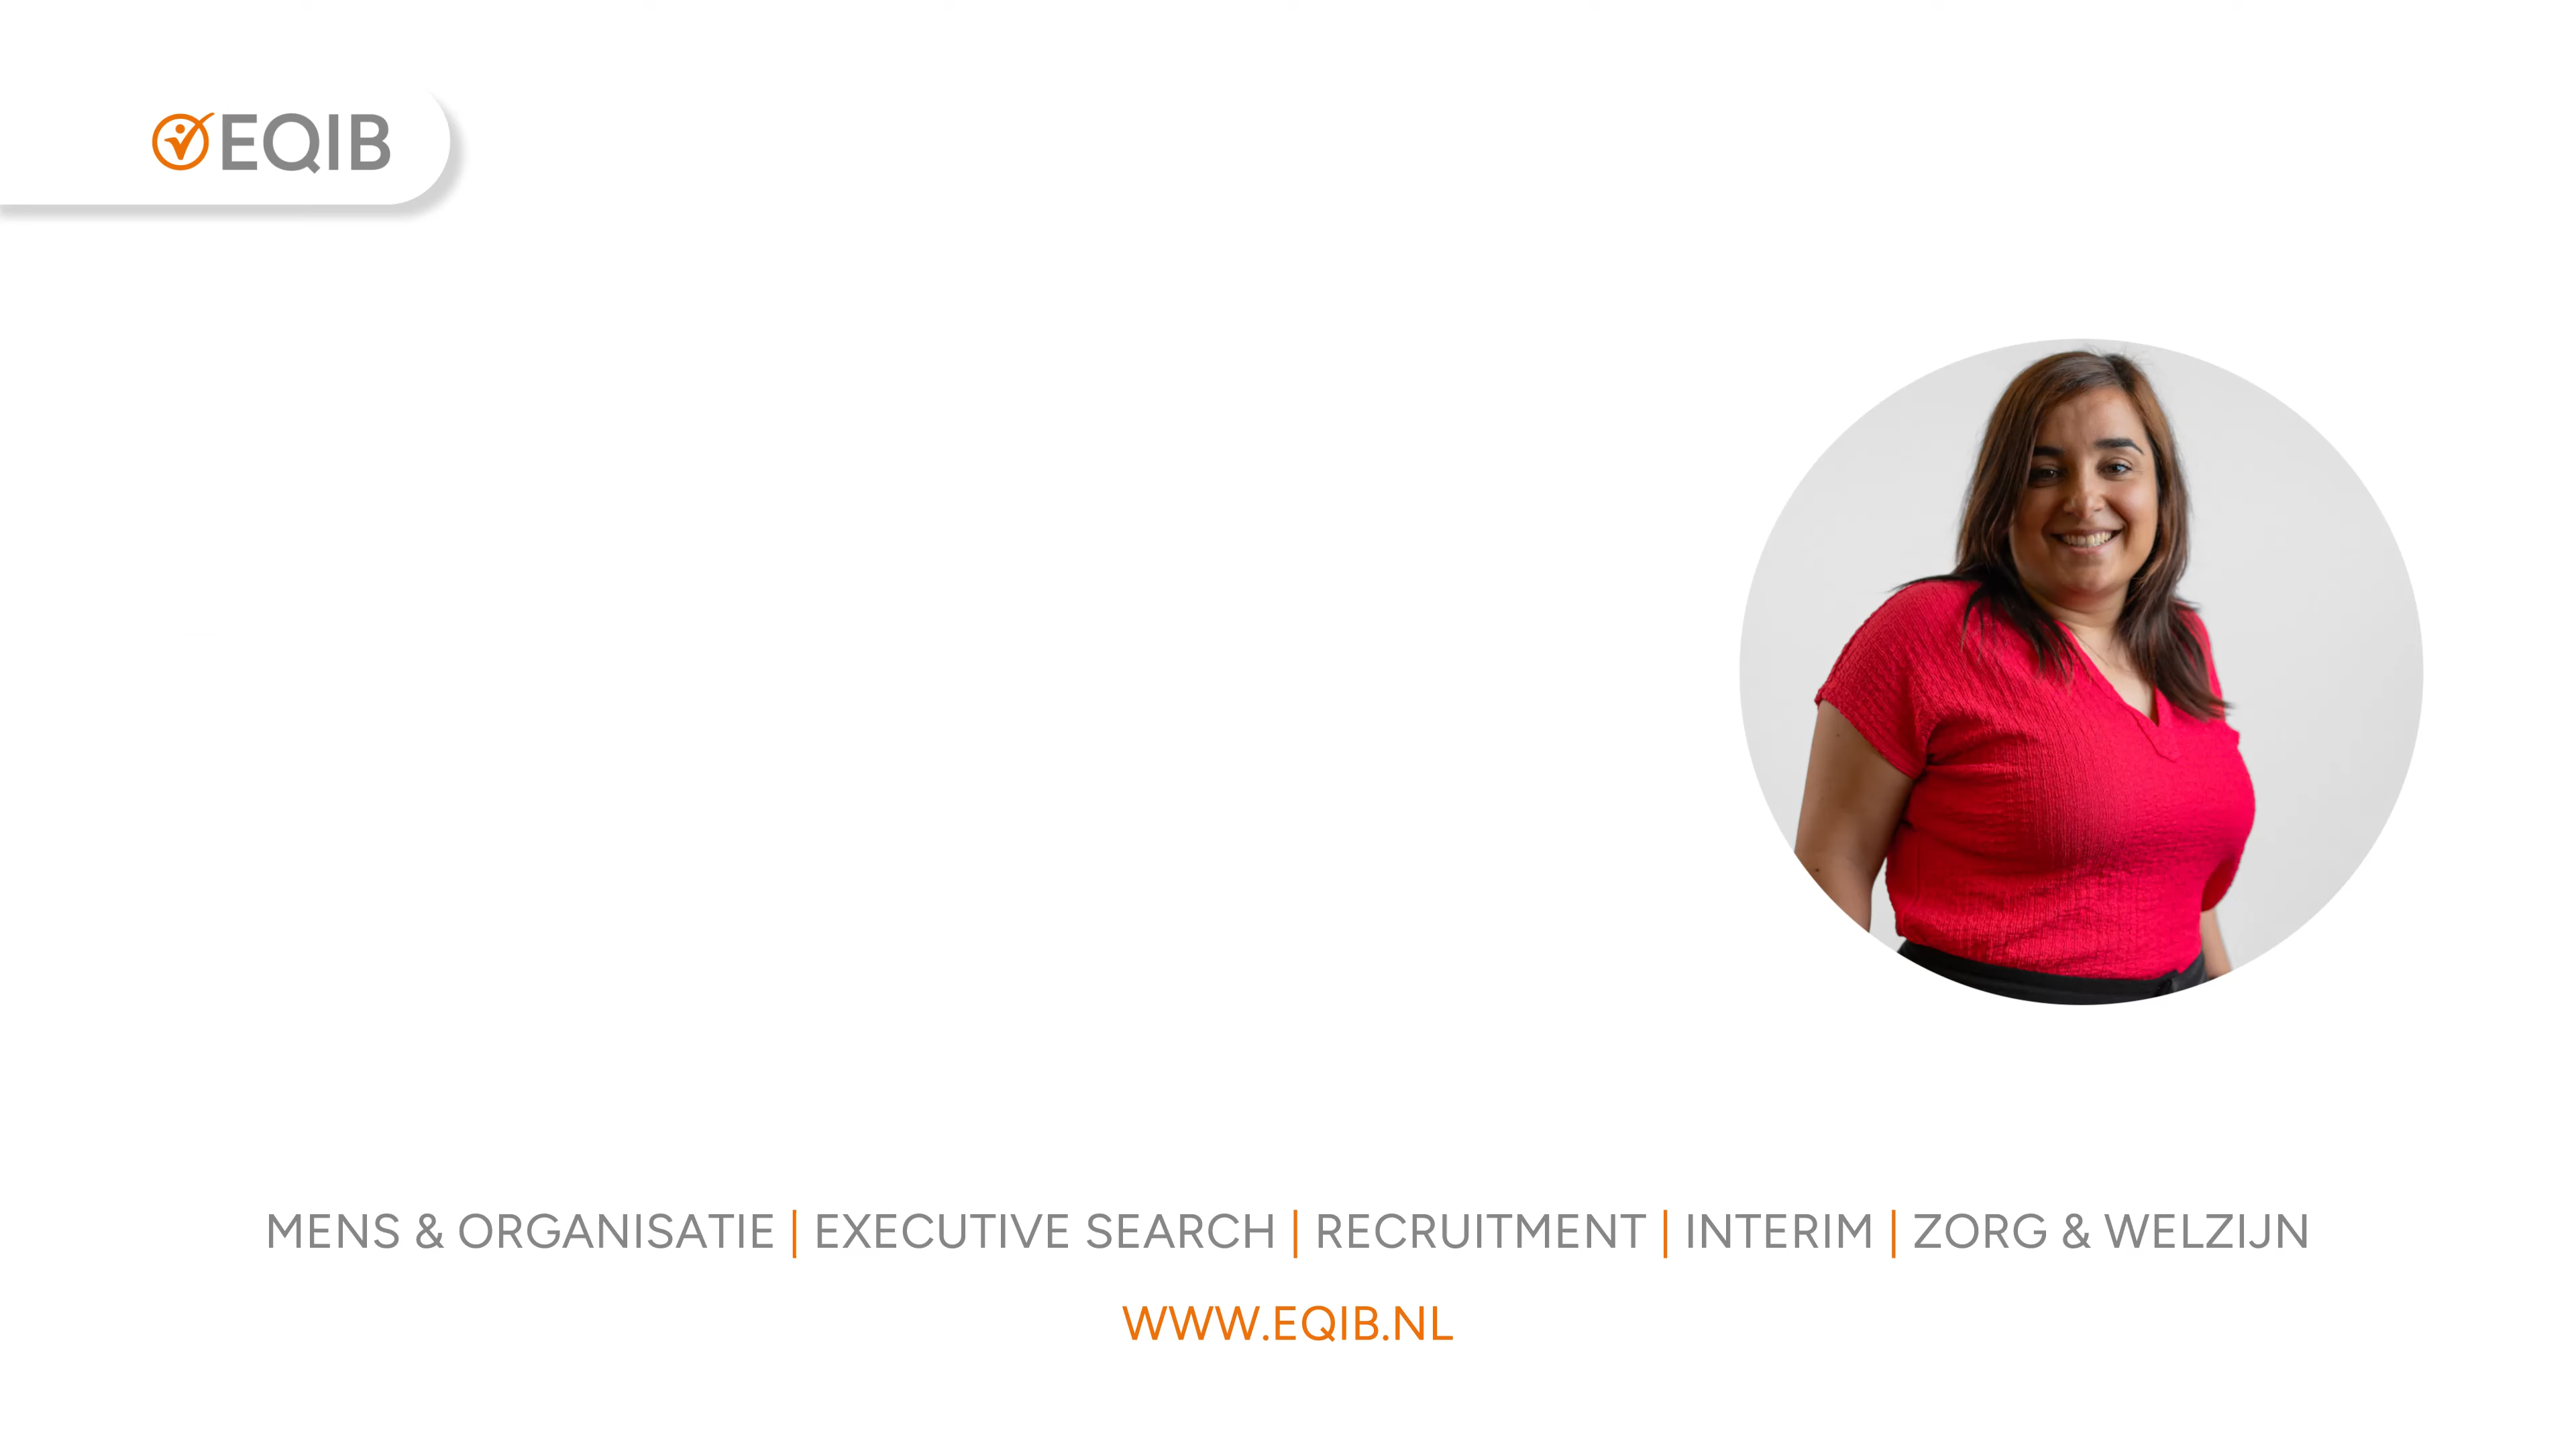 EQIB
MENS & ORGANISATIE | EXECUTIVE SEARCH | RECRUITMENT | INTERIM | ZORG & WELZIJN
WWW.EQIB.NL